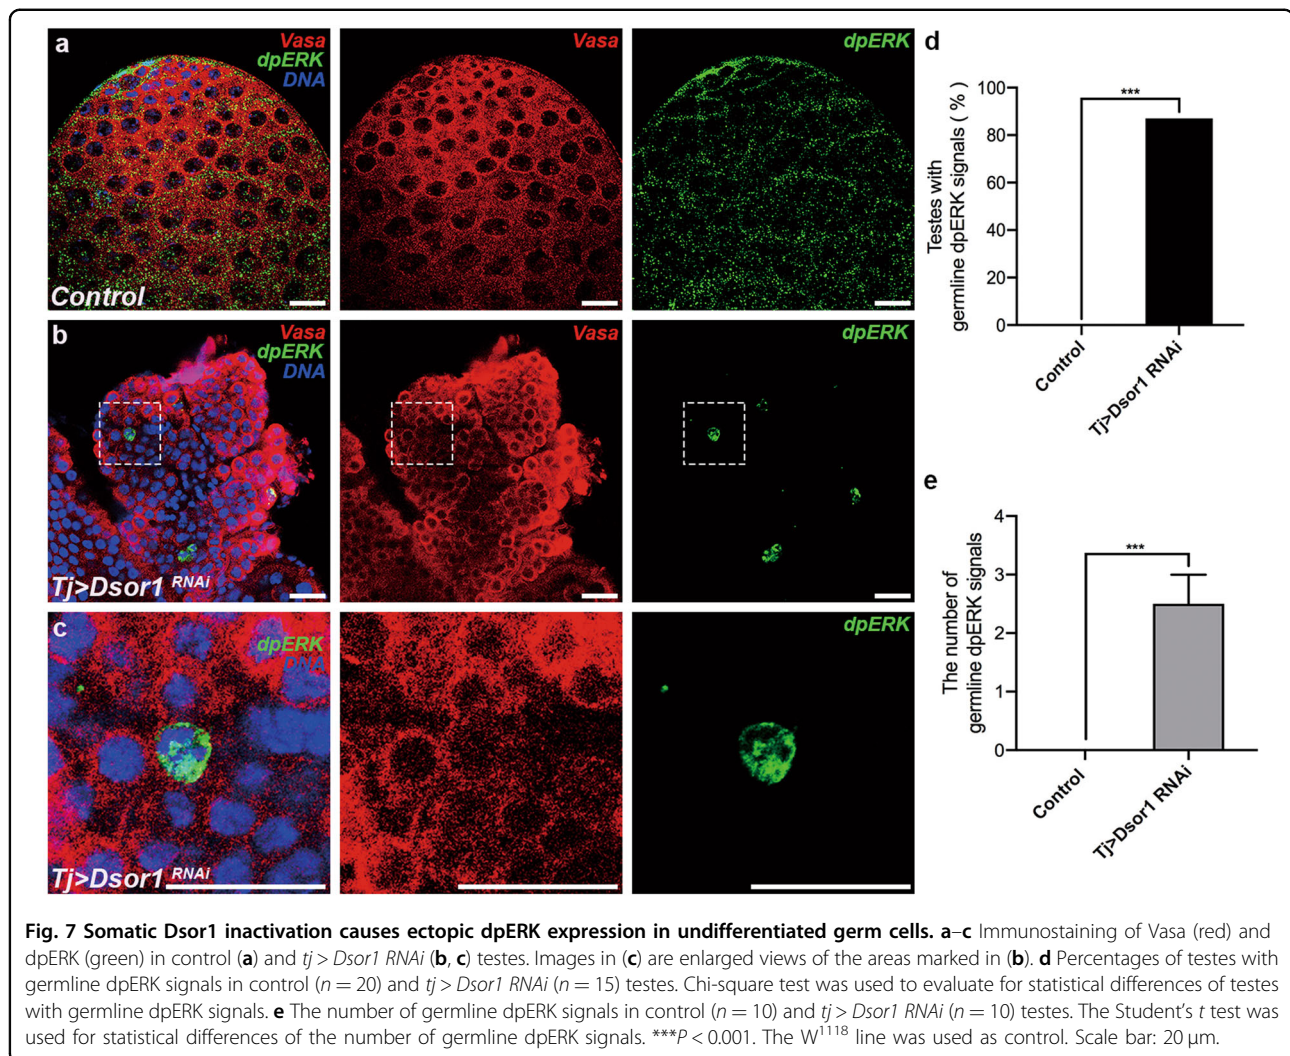 a
Vasa
dpERK
DNA
Control
Vasa
dpERK
b
Vasa
dpERK
DNA
Tj>Dsor1 RNAi
Vasa
dpERK
c
dpERK
DNA
Tj>Dsor1 RNAi
dpERK
d
Testes with
germline dpERK signals ( % )
100
80
60
40
20
0
***
Control
Tj>Dsor1 RNAi
e
The number of
germline dpERK signals
4
3
2
1
0
***
Control
Tj>Dsor1 RNAi
Fig. 7 Somatic Dsor1 inactivation causes ectopic dpERK expression in undifferentiated germ cells. a–c Immunostaining of Vasa (red) and
dpERK (green) in control (a) and tj > Dsor1 RNAi (b, c) testes. Images in (c) are enlarged views of the areas marked in (b). d Percentages of testes with
germline dpERK signals in control (n = 20) and tj > Dsor1 RNAi (n = 15) testes. Chi-square test was used to evaluate for statistical differences of testes
with germline dpERK signals. e The number of germline dpERK signals in control (n = 10) and tj > Dsor1 RNAi (n = 10) testes. The Student's t test was
used for statistical differences of the number of germline dpERK signals. ***P < 0.001. The W1118 line was used as control. Scale bar: 20 μm.